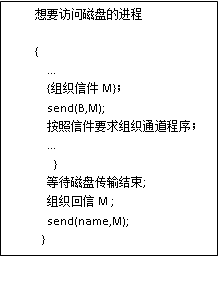 想要访问磁盘的进程
{
...
{组织信件 M};
send(B,M);
按照信件要求组织通道程序;
...
}
等待磁盘传输结束;
组织回信 M ;
send(name,M);
}